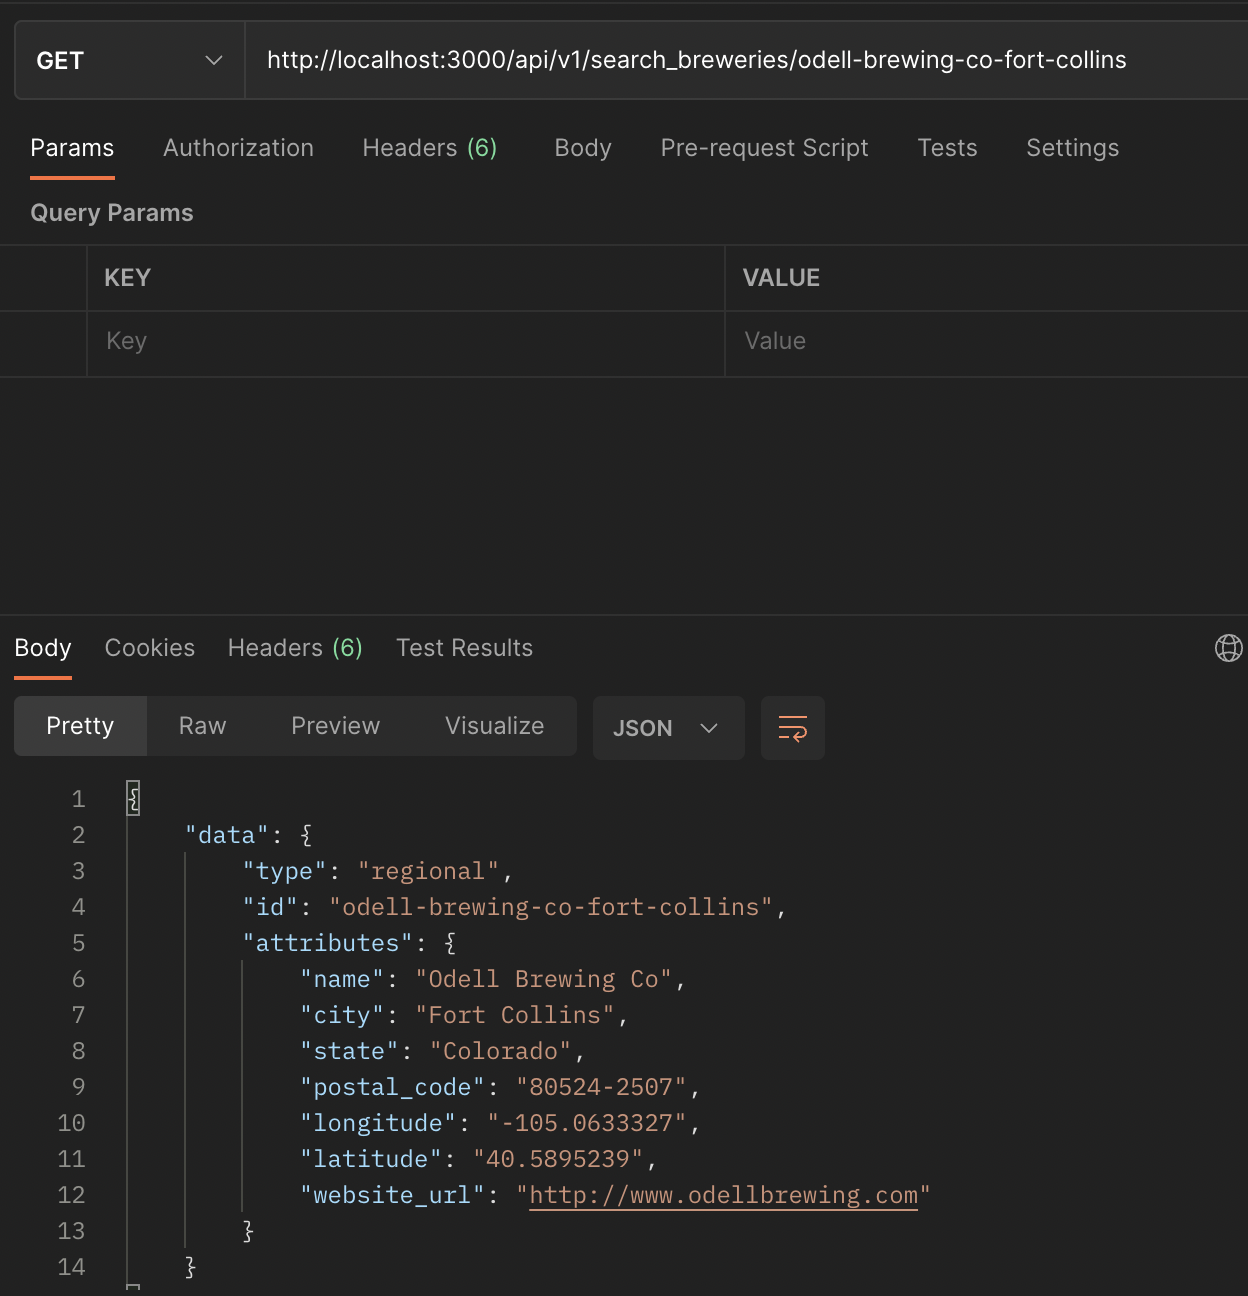 GET http://localhost:3000/api/v1/search_breweries/odell-brewing-co-fort-collins
Params Authorization Headers (6) Body Pre-request Script Tests Settings
Query Params
KEY VALUE
Key Value
Body Cookies Headers (6) Test Results
Pretty Raw Preview Visualize JSON
1 {
2 "data": {
3 "type": "regional",
4 "id": "odell-brewing-co-fort-collins",
5 "attributes": {
6 "name": "Odell Brewing Co",
7 "city": "Fort Collins",
8 "state": "Colorado",
9 "postal_code": "80524-2507",
10 "longitude": "-105.0633327",
11 "latitude": "40.5895239",
12 "website_url": "http://www.odellbrewing.com"
13 }
14 }